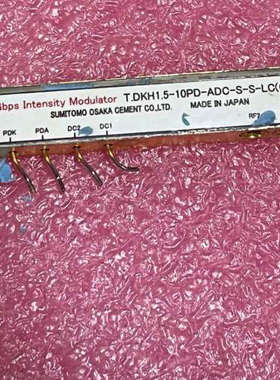 Gbps Intensity Modulator T.DKH1.5-10PD-ADC-S-S-LC(
SUMITOMO OSAKA CEMENT CO.,LTD. MADE IN JAPAN
PDK PDA DC2 DC1